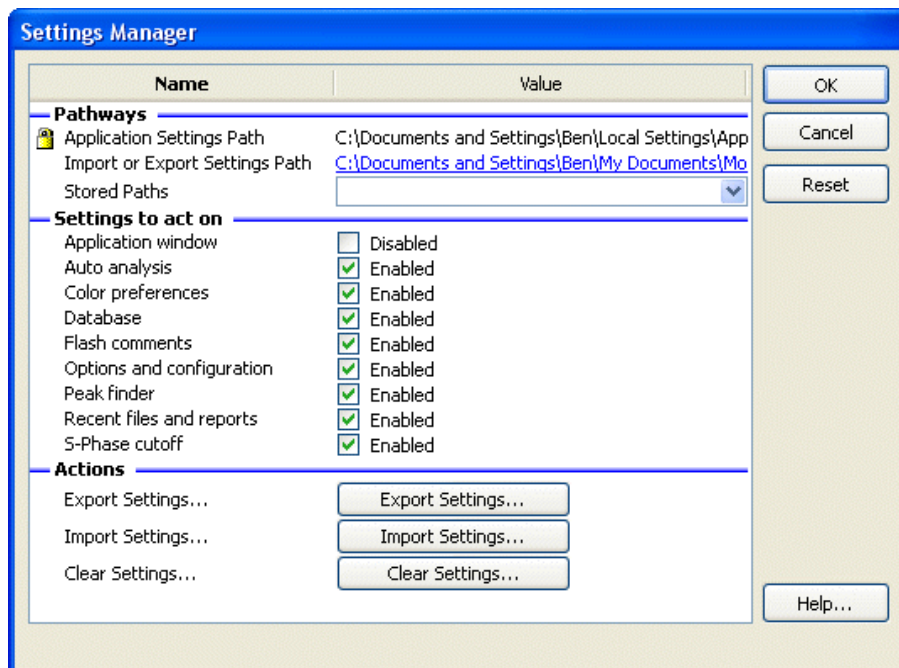 Settings Manager
Name Value
OK
Cancel
Reset
Pathways
Application Settings Path C:\Documents and Settings\Ben\Local Settings\App
Import or Export Settings Path C:\Documents and Settings\Ben\My Documents\Mo
Stored Paths
Settings to act on
Application window Disabled
Auto analysis Enabled
Color preferences Enabled
Database Enabled
Flash comments Enabled
Options and configuration Enabled
Peak finder Enabled
Recent files and reports Enabled
S-Phase cutoff Enabled
Actions
Export Settings... Export Settings...
Import Settings... Import Settings...
Clear Settings... Clear Settings...
Help...